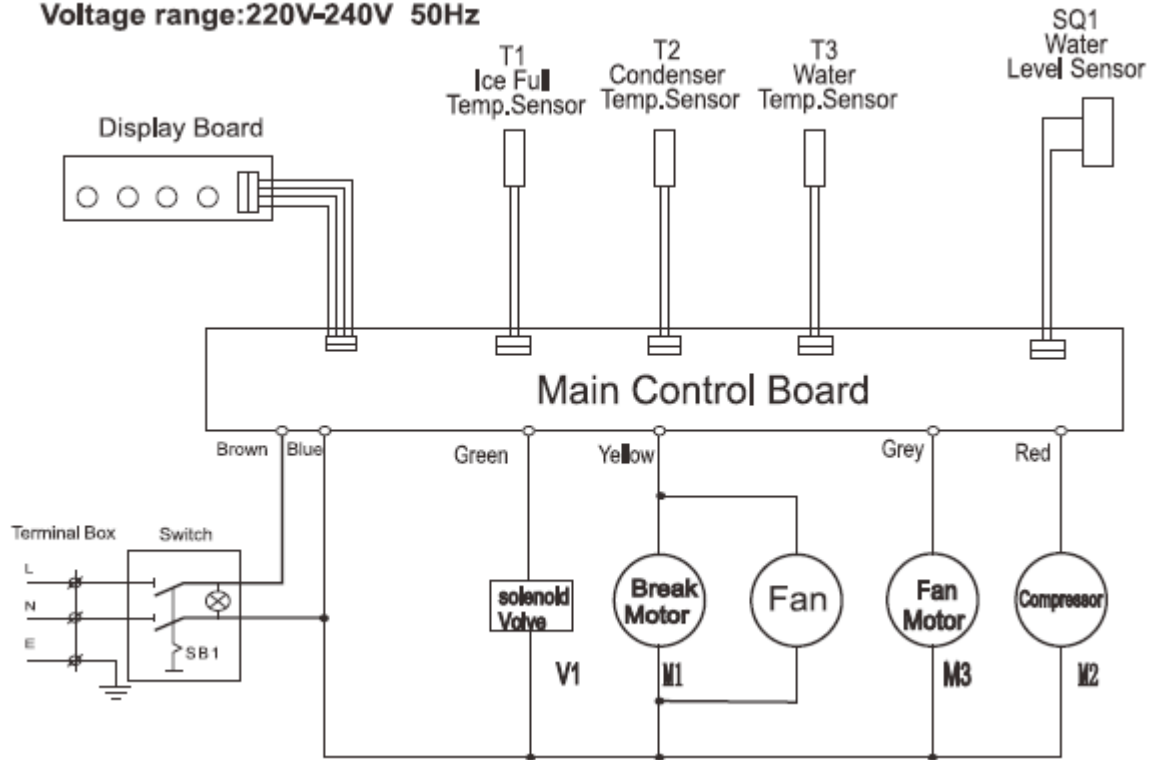 Voltage range:220V-240V 50Hz
T1
Ice Full
Temp.Sensor
T2
Condenser
Temp.Sensor
T3
Water
Temp.Sensor
SQ1
Water
Level Sensor
Display Board
Main Control Board
Brown
Blue
Green
Yellow
Grey
Red
Terminal Box
Switch
L
N
E
SB1
solenoid
Volve
V1
Break
Motor
M1
Fan
Fan
Motor
M3
Compressor
M2